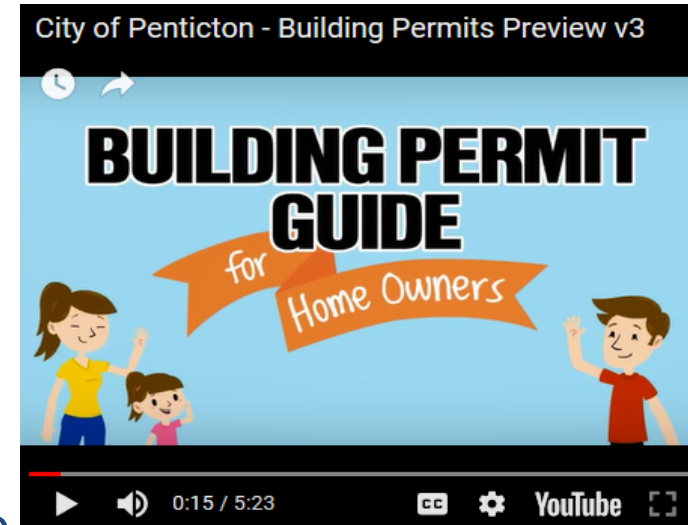 City of Penticton - Building Permits Preview v3
BUILDING PERMIT
GUIDE
for
Home Owners
0:15 / 5:23
CC
YouTube